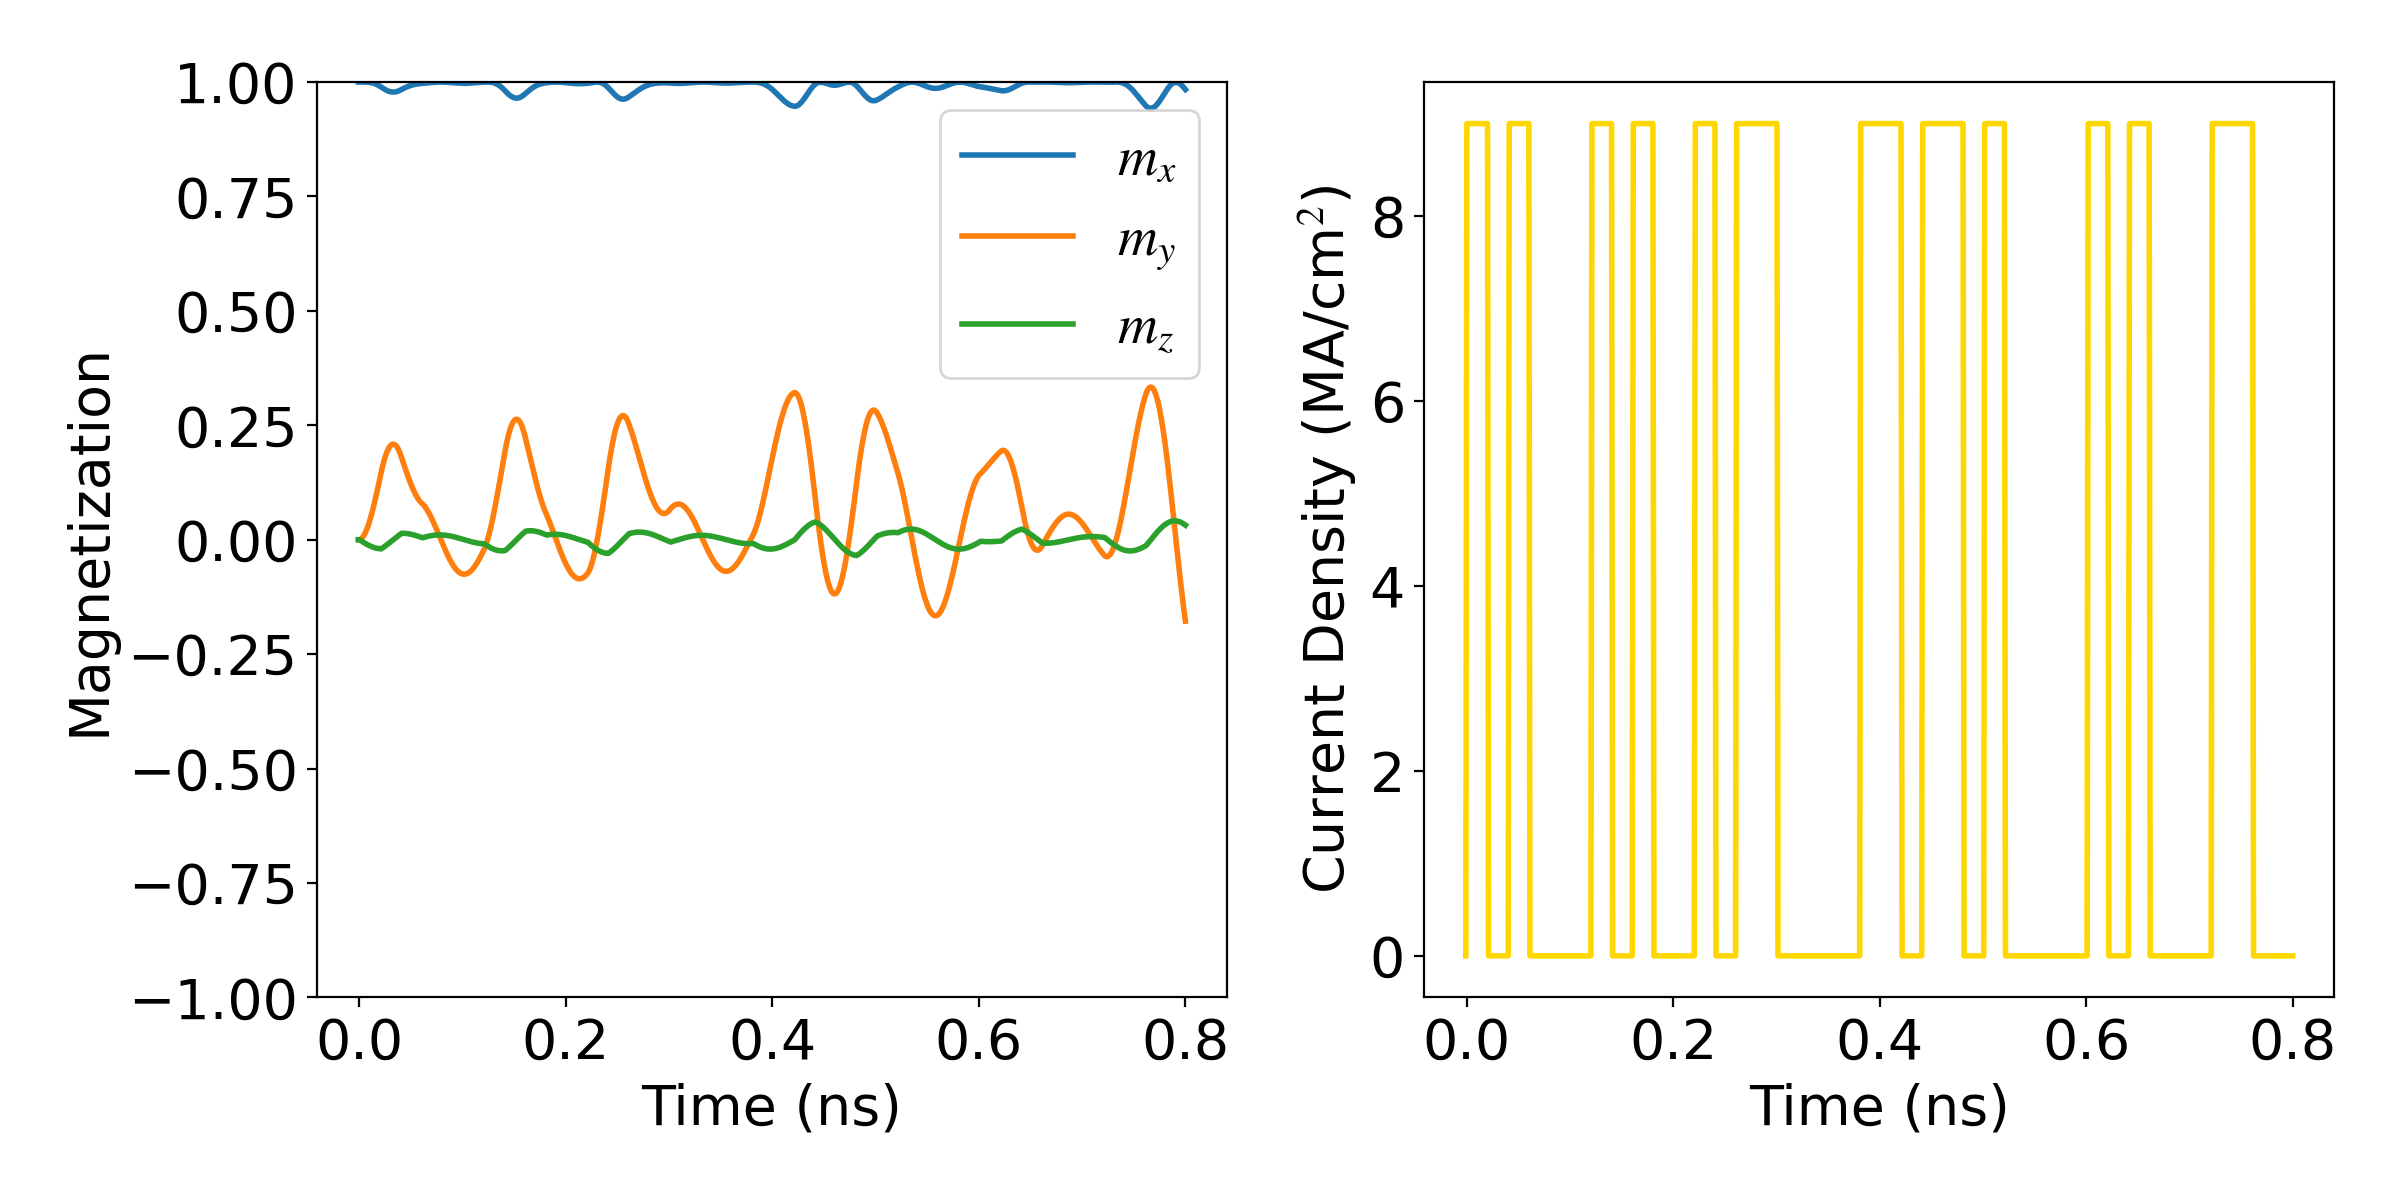 Magnetization
1.00
0.75
0.50
0.25
0.00
−0.25
−0.50
−0.75
−1.00
0.0 0.2 0.4 0.6 0.8
Time (ns)
m_x
m_y
m_z
Current Density (MA/cm²)
8
6
4
2
0
0.0 0.2 0.4 0.6 0.8
Time (ns)